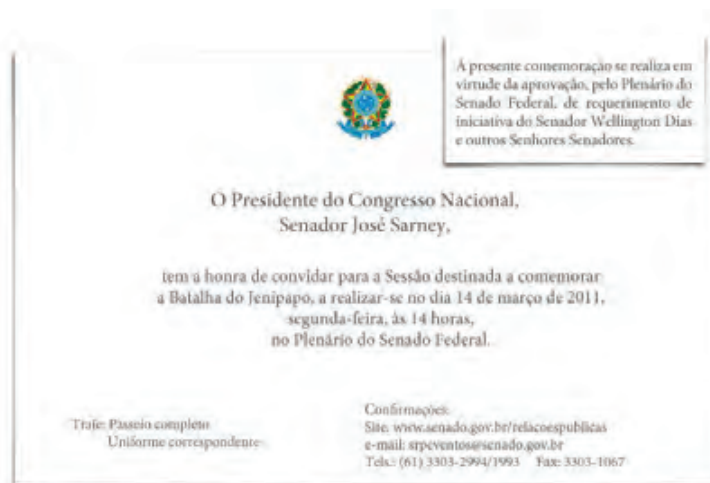 A presente comemoração se realiza em
virtude da aprovação, pelo Plenário do
Senado Federal, de requerimento de
iniciativa do Senador Wellington Dias
e outros Senhores Senadores.
O Presidente do Congresso Nacional,
Senador José Sarney,
tem a honra de convidar para a Sessão destinada a comemorar
a Batalha do Jenipapo, a realizar-se no dia 14 de março de 2011,
segunda-feira, às 14 horas,
no Plenário do Senado Federal.
Traje: Passeio completo
Uniforme correspondente
Confirmações:
Site: www.senado.gov.br/relacoespublicas
e-mail: srpeventos@senado.gov.br
Tels.: (61) 3303-2994/1993 Fax: 3303-1067